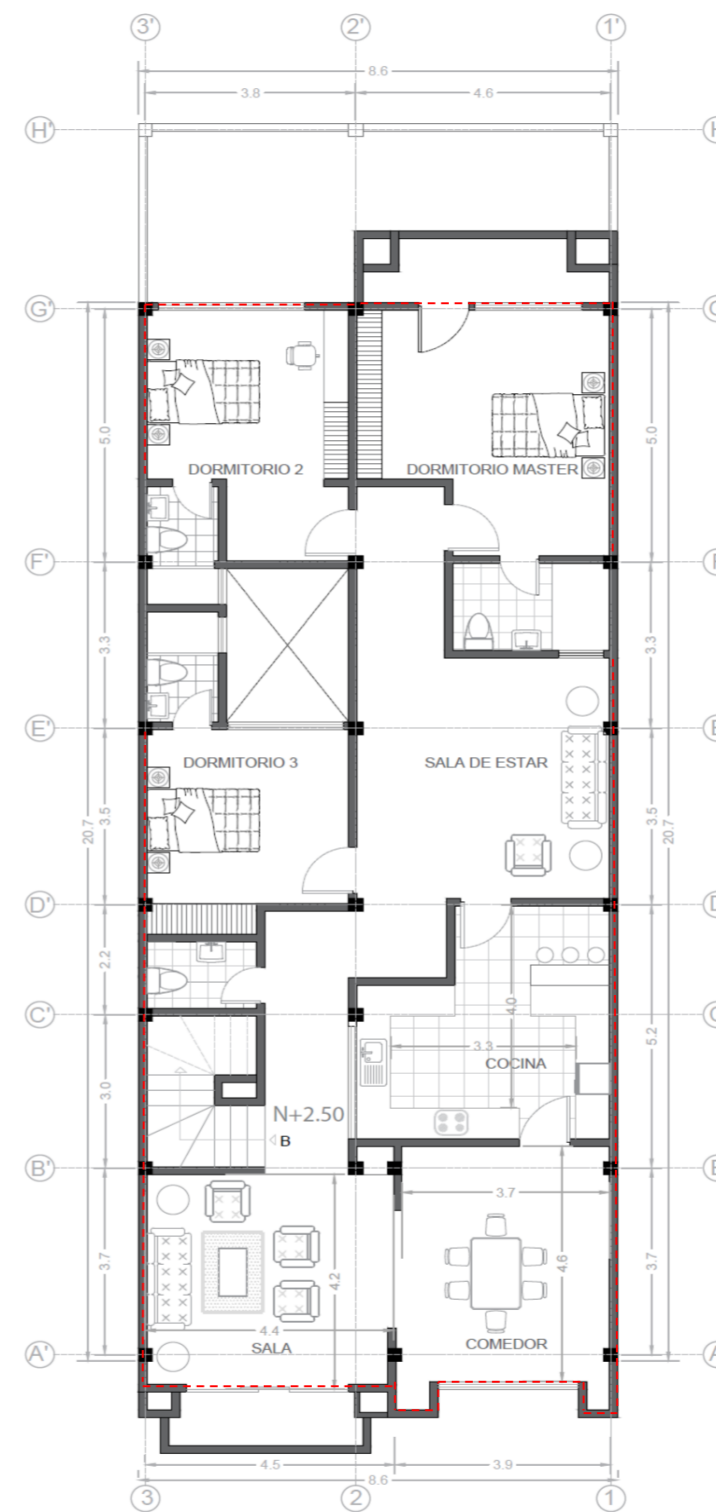 3' 2' 1'
8.6
3.8 4.6
H' H
G' G
5.0 5.0
DORMITORIO 2 DORMITORIO MASTER
F' F
3.3 3.3
E' E
DORMITORIO 3 SALA DE ESTAR
20.7 3.5 3.5 20.7
D' D
2.2
4.0
C' C
3.3
COCINA
5.2
3.0
N+2.50
B
B' B
3.7
3.7 4.2 4.6 3.7
4.4
SALA COMEDOR
A' A
4.5 3.9
8.6
3 2 1